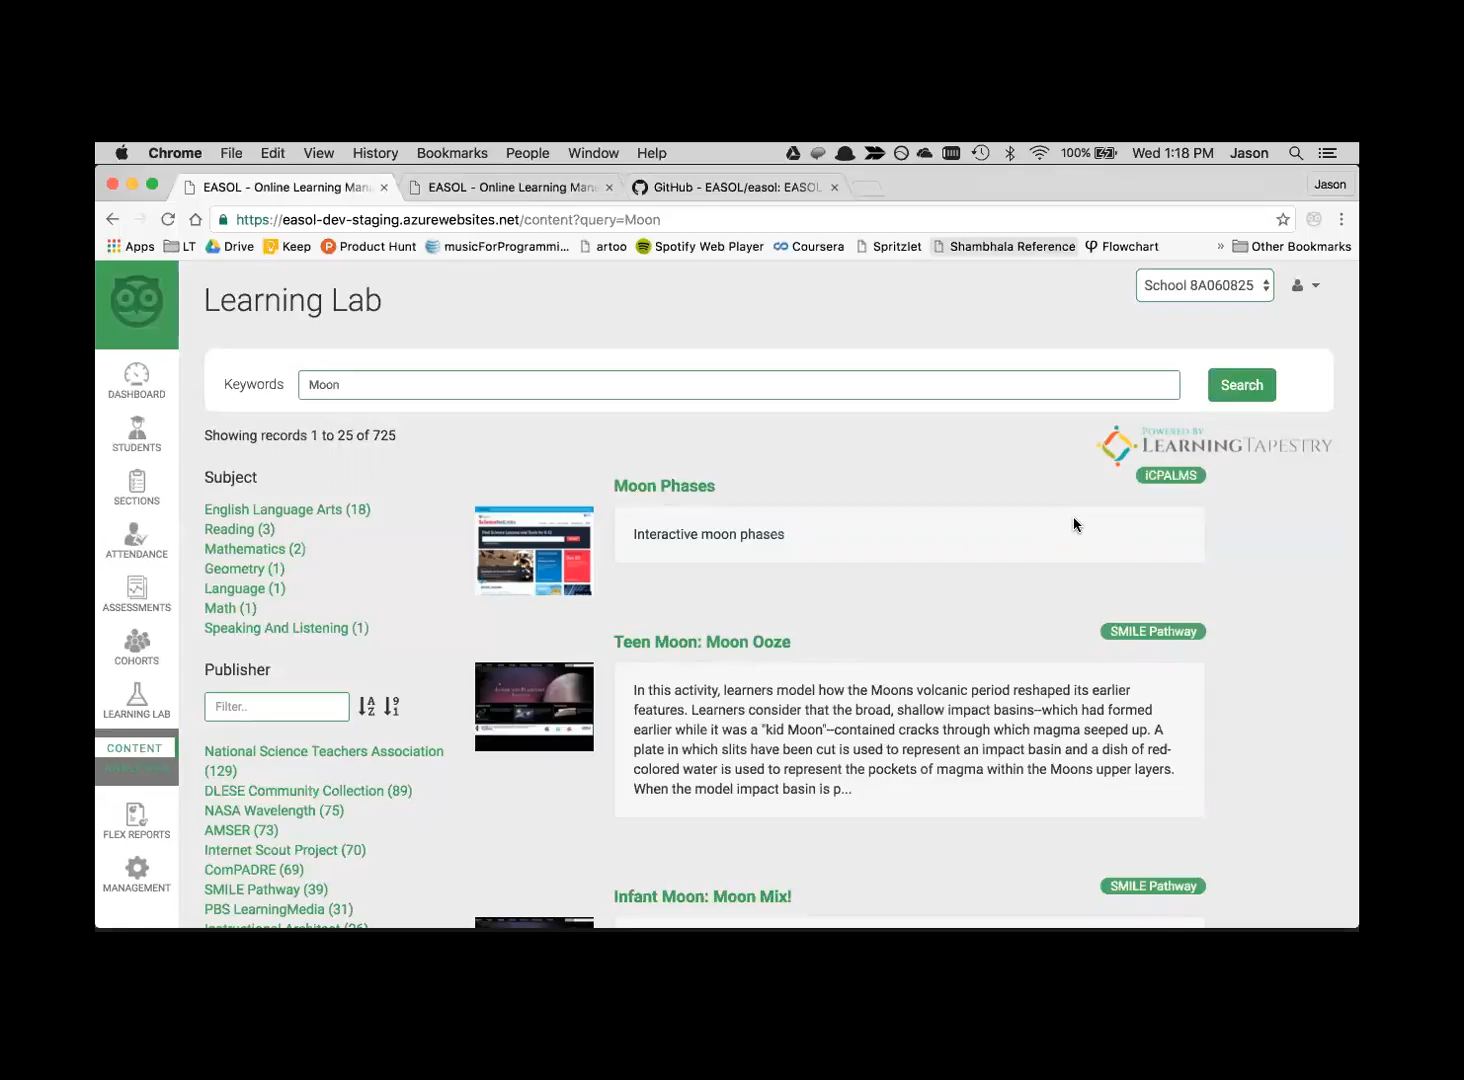 Chrome File Edit View History Bookmarks People Window Help 100% Wed 1:18 PM Jason
EASOL - Online Learning Man
EASOL - Online Learning Man
GitHub - EASOL/easol: EASOL
Jason
https://easol-dev-staging.azurewebsites.net/content?query=Moon
Apps LT Drive Keep Product Hunt musicForProgrammi... artoo Spotify Web Player Coursera Spritzlet Shambhala Reference Flowchart » Other Bookmarks
Learning Lab
School 8A060825
Keywords
Moon
Search
Showing records 1 to 25 of 725
POWERED BY
LEARNINGTAPESTRY
DASHBOARD
STUDENTS
SECTIONS
ATTENDANCE
ASSESSMENTS
COHORTS
LEARNING LAB
CONTENT
FLEX REPORTS
MANAGEMENT
Subject
English Language Arts (18)
Reading (3)
Mathematics (2)
Geometry (1)
Language (1)
Math (1)
Speaking And Listening (1)
Publisher
Filter..
National Science Teachers Association
(129)
DLESE Community Collection (89)
NASA Wavelength (75)
AMSER (73)
Internet Scout Project (70)
ComPADRE (69)
SMILE Pathway (39)
PBS LearningMedia (31)
Moon Phases
iCPALMS
Interactive moon phases
Teen Moon: Moon Ooze
SMILE Pathway
In this activity, learners model how the Moons volcanic period reshaped its earlier
features. Learners consider that the broad, shallow impact basins--which had formed
earlier while it was a "kid Moon"--contained cracks through which magma seeped up. A
plate in which slits have been cut is used to represent an impact basin and a dish of red-
colored water is used to represent the pockets of magma within the Moons upper layers.
When the model impact basin is p...
Infant Moon: Moon Mix!
SMILE Pathway